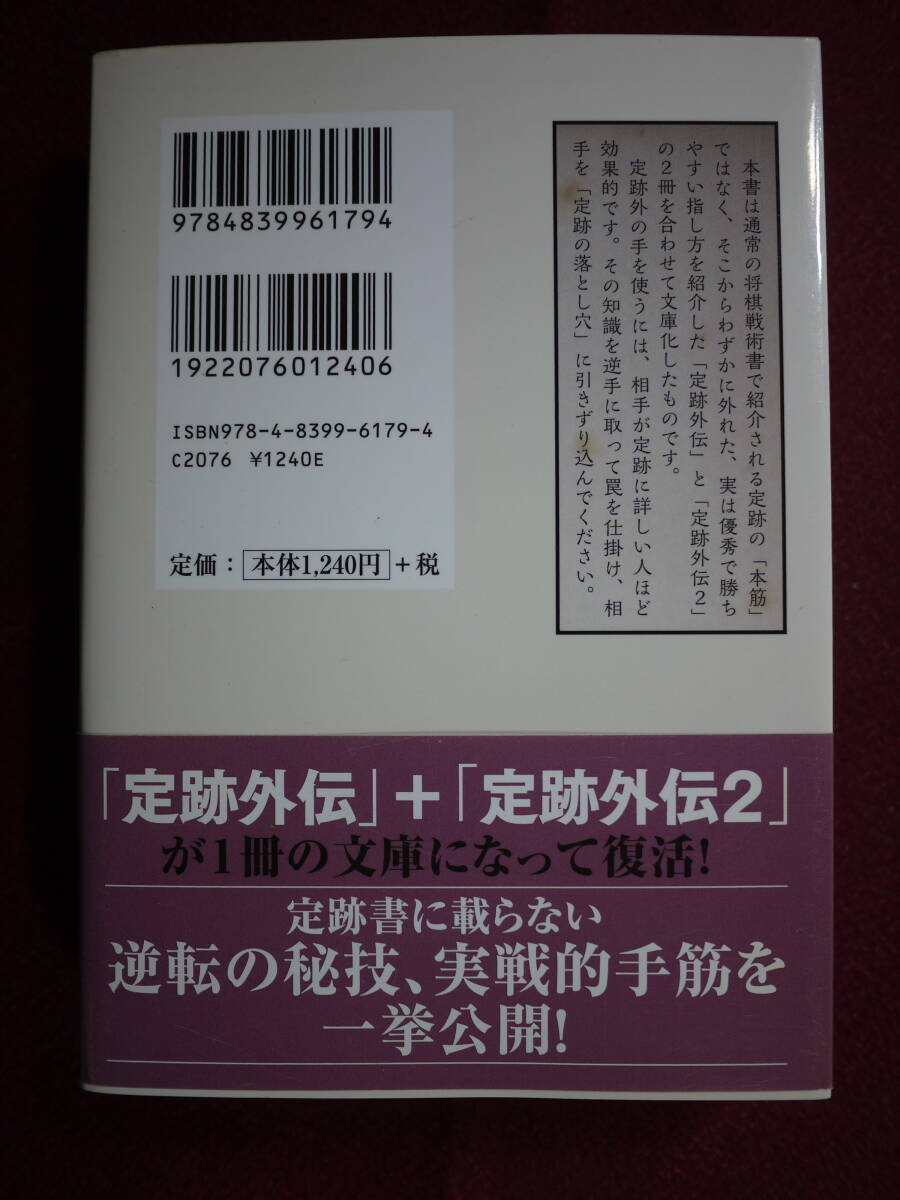 9784839961794
1922076012406
ISBN978-4-8399-6179-4
C2076 ¥1240E
定価：本体1,240円＋税
本書は通常の将棋戦術書で紹介される定跡の「本筋」
ではなく、そこからわずかに外れた、実は優秀で勝ち
やすい指し方を紹介した「定跡外伝」と「定跡外伝２」
の２冊を合わせて文庫化したものです。
定跡外の手を使うには、相手が定跡に詳しい人ほど
効果的です。その知識を逆手に取って罠を仕掛け、相
手を「定跡の落とし穴」に引きずり込んでください。
「定跡外伝」＋「定跡外伝2」
が1冊の文庫になって復活！
定跡書に載らない
逆転の秘技、実戦的手筋を
一挙公開！